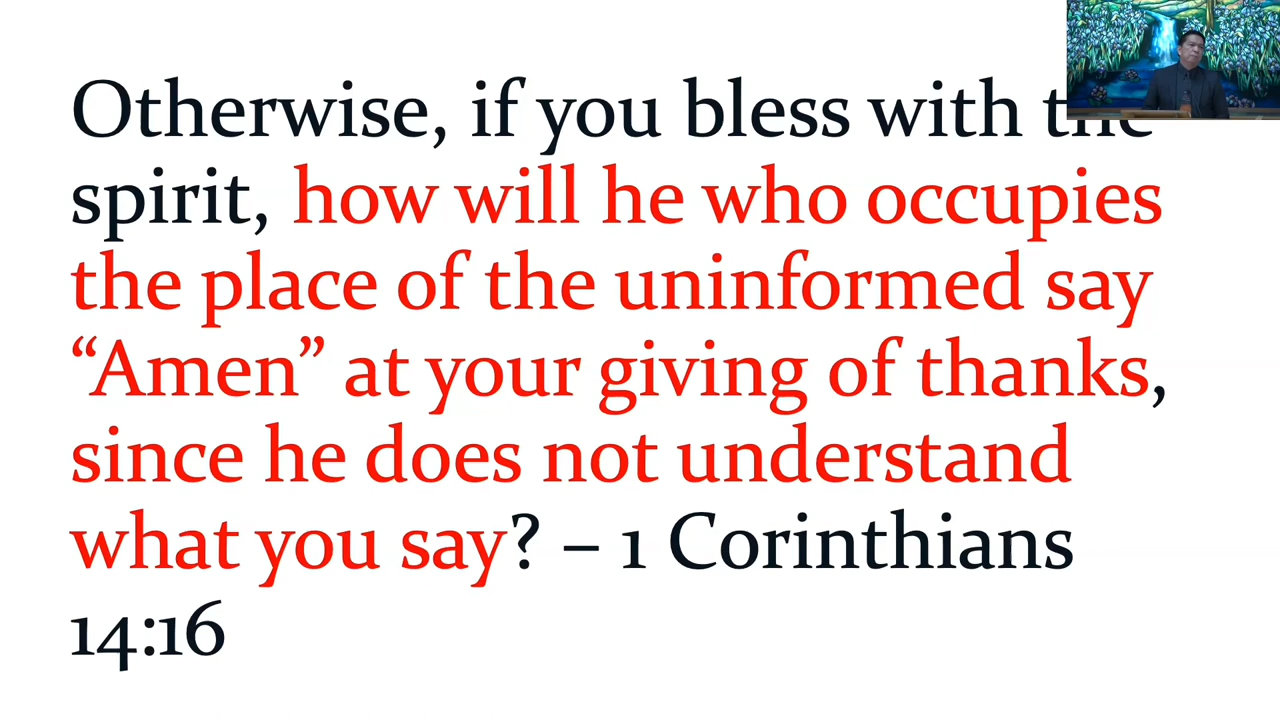 Otherwise, if you bless with the
spirit, how will he who occupies
the place of the uninformed say
“Amen” at your giving of thanks,
since he does not understand
what you say? – 1 Corinthians
14:16